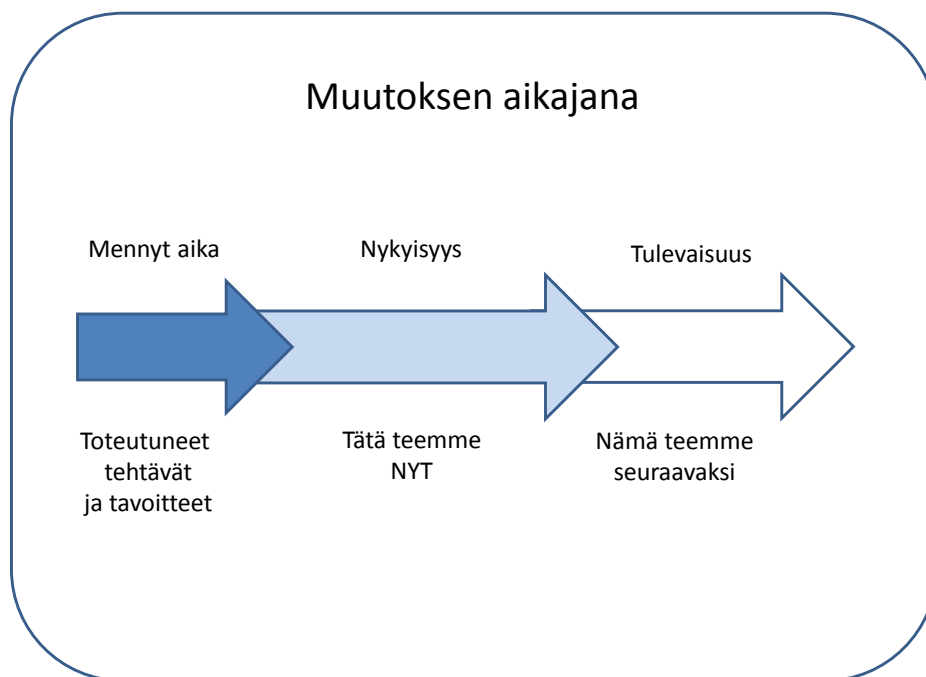 Muutoksen aikajana
Mennyt aika
Nykyisyys
Tulevaisuus
Toteutuneet
tehtävät
ja tavoitteet
Tätä teemme
NYT
Nämä teemme
seuraavaksi